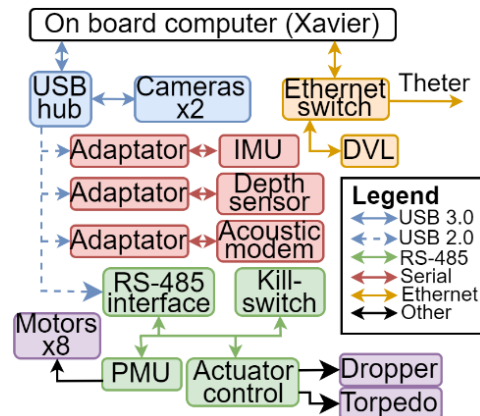 On board computer (Xavier)
USB
hub
Cameras
x2
Ethernet
switch
Theter
Adaptator
IMU
DVL
Adaptator
Depth
sensor
Adaptator
Acoustic
modem
Legend
USB 3.0
USB 2.0
RS-485
Serial
Ethernet
Other
RS-485
interface
Kill-
switch
Motors
x8
PMU
Actuator
control
Dropper
Torpedo